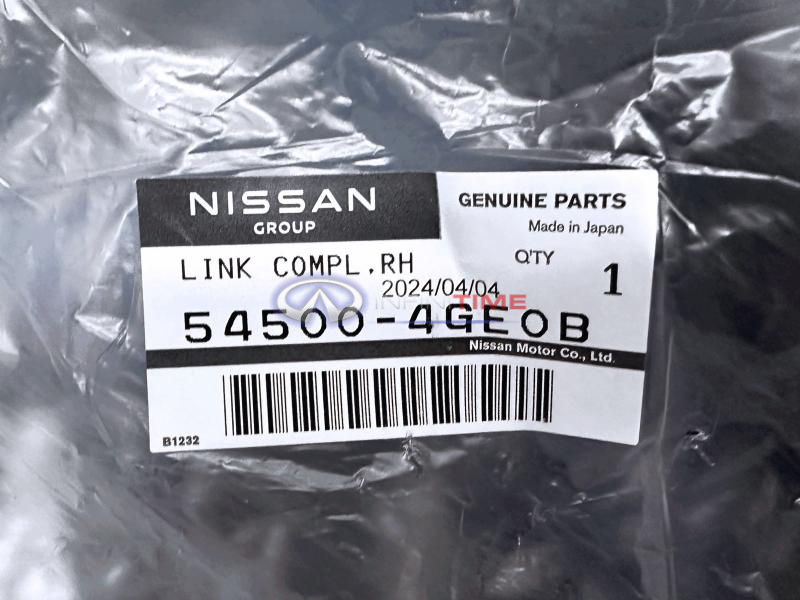 NISSAN
GROUP
GENUINE PARTS
Made in Japan
LINK COMPL,RH
Q'TY
1
2024/04/04
INFINITIME
54500-4GE0B
Nissan Motor Co., Ltd.
B1232